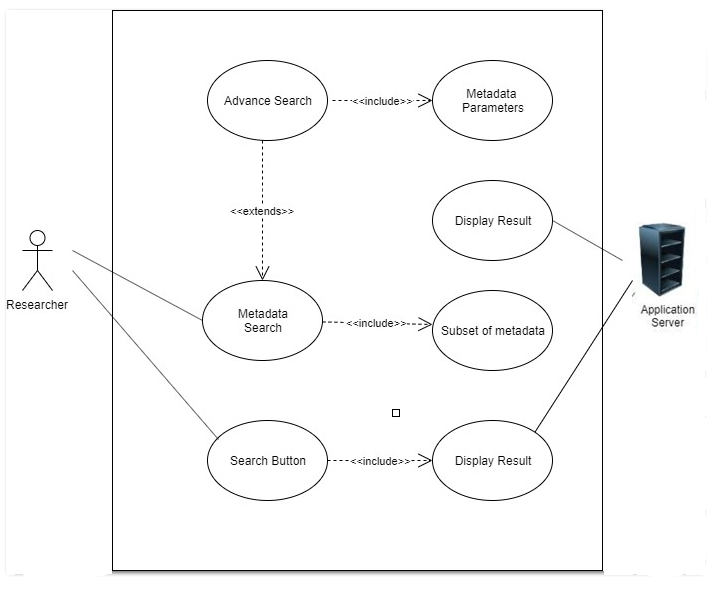 Advance Search
<<include>>
Metadata
Parameters
<<extends>>
Display Result
Researcher
Application
Server
Metadata
Search
<<include>>
Subset of metadata
Search Button
<<include>>
Display Result